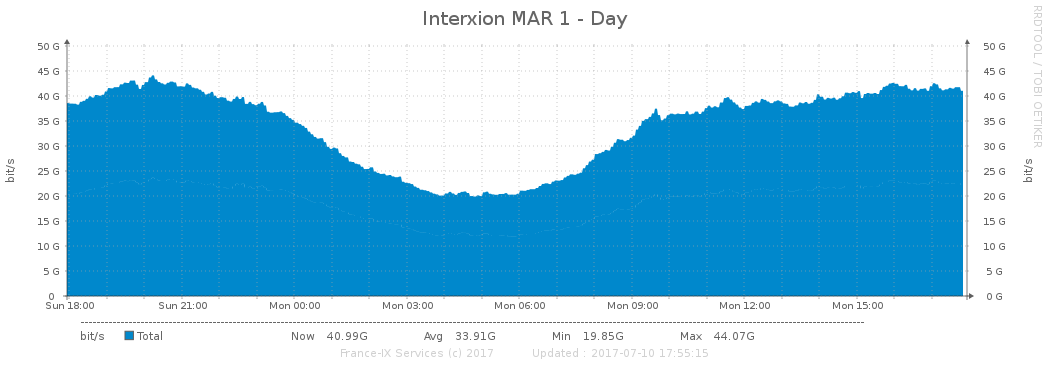 Interxion MAR 1 - Day
RRDTOOL / TOBI OETIKER
50 G 50 G
45 G 45 G
40 G 40 G
35 G 35 G
30 G 30 G
25 G 25 G
20 G 20 G
15 G 15 G
10 G 10 G
5 G 5 G
0 0 G
bit/s bit/s
Sun 18:00 Sun 21:00 Mon 00:00 Mon 03:00 Mon 06:00 Mon 09:00 Mon 12:00 Mon 15:00
bit/s Total Now 40.99G Avg 33.91G Min 19.85G Max 44.07G
France-IX Services (c) 2017 Updated : 2017-07-10 17:55:15